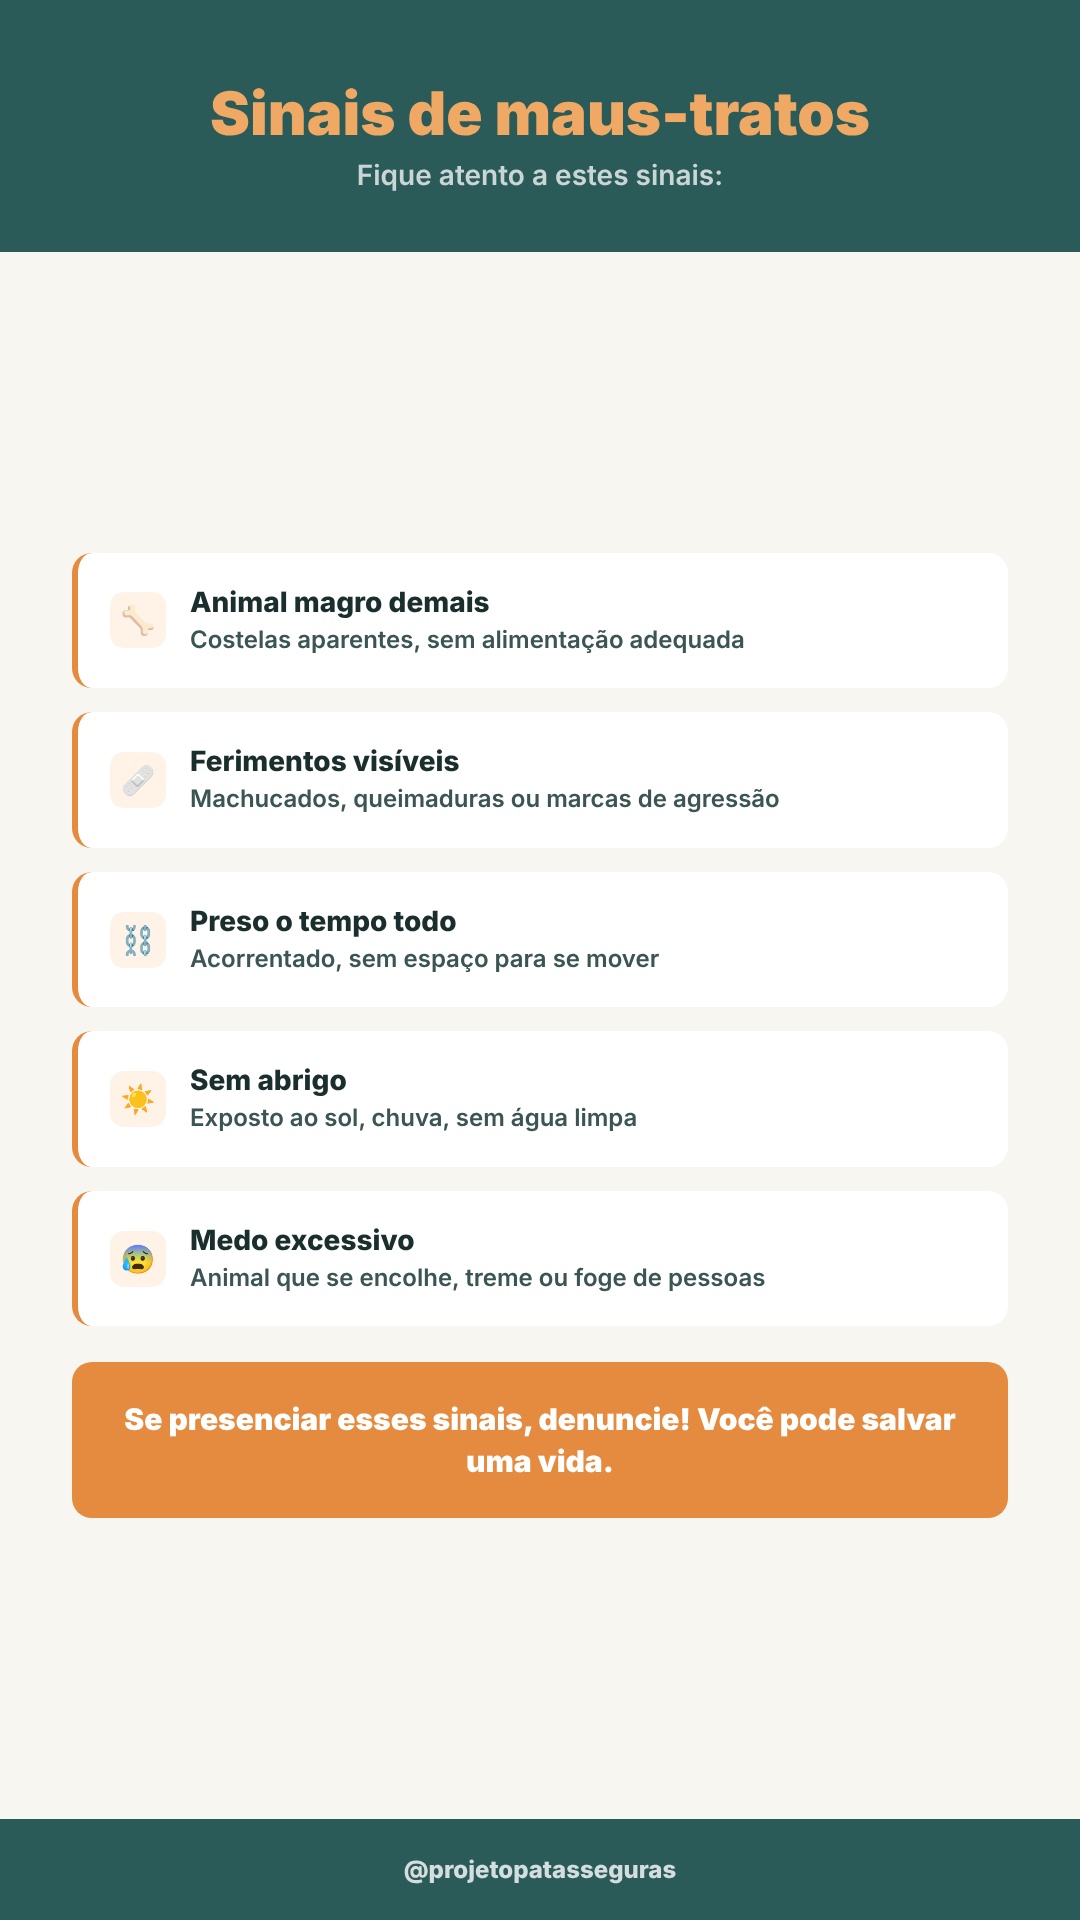 Sinais de maus-tratos
Fique atento a estes sinais:
Animal magro demais
Costelas aparentes, sem alimentação adequada
Ferimentos visíveis
Machucados, queimaduras ou marcas de agressão
Preso o tempo todo
Acorrentado, sem espaço para se mover
Sem abrigo
Exposto ao sol, chuva, sem água limpa
Medo excessivo
Animal que se encolhe, treme ou foge de pessoas
Se presenciar esses sinais, denuncie! Você pode salvar
uma vida.
@projetopatasseguras